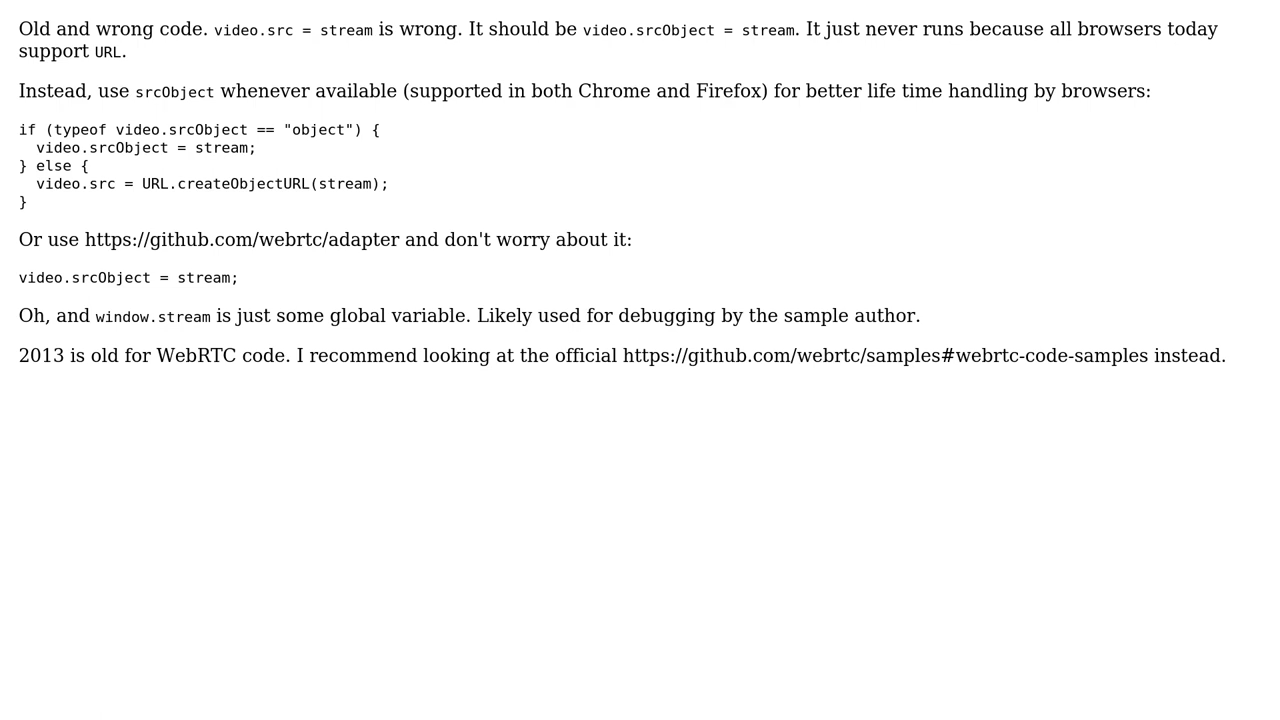 Old and wrong code. video.src = stream is wrong. It should be video.srcObject = stream. It just never runs because all browsers today
support URL.
Instead, use srcObject whenever available (supported in both Chrome and Firefox) for better life time handling by browsers:
if (typeof video.srcObject == "object") {
  video.srcObject = stream;
} else {
  video.src = URL.createObjectURL(stream);
}
Or use https://github.com/webrtc/adapter and don't worry about it:
video.srcObject = stream;
Oh, and window.stream is just some global variable. Likely used for debugging by the sample author.
2013 is old for WebRTC code. I recommend looking at the official https://github.com/webrtc/samples#webrtc-code-samples instead.